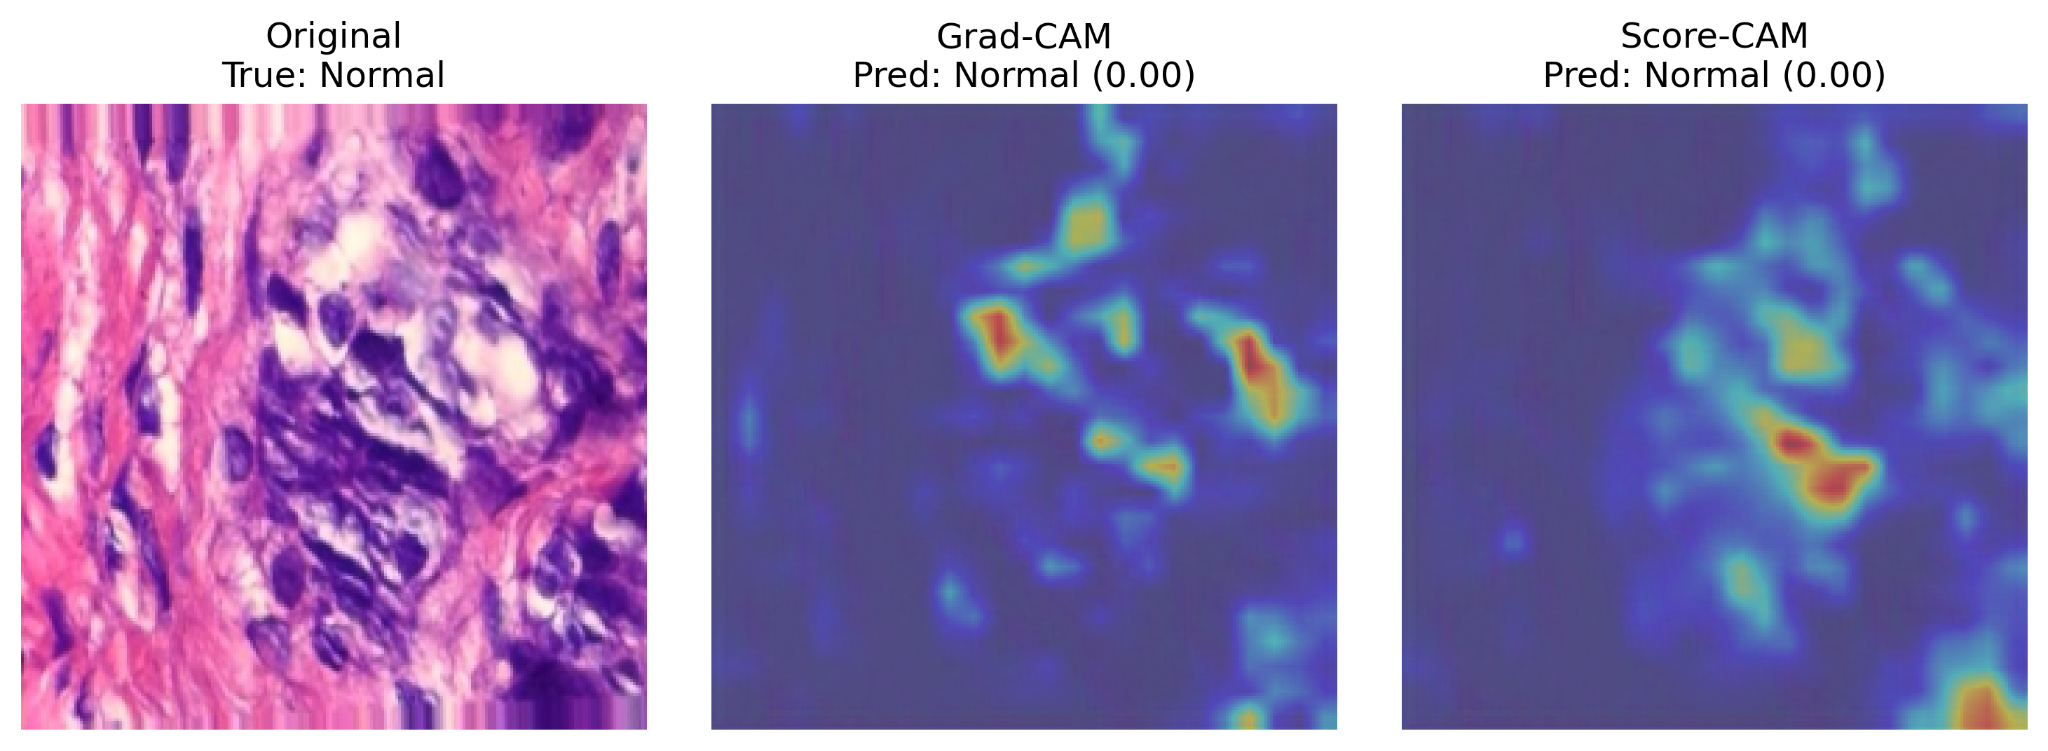 Original
True: Normal
Grad-CAM
Pred: Normal (0.00)
Score-CAM
Pred: Normal (0.00)